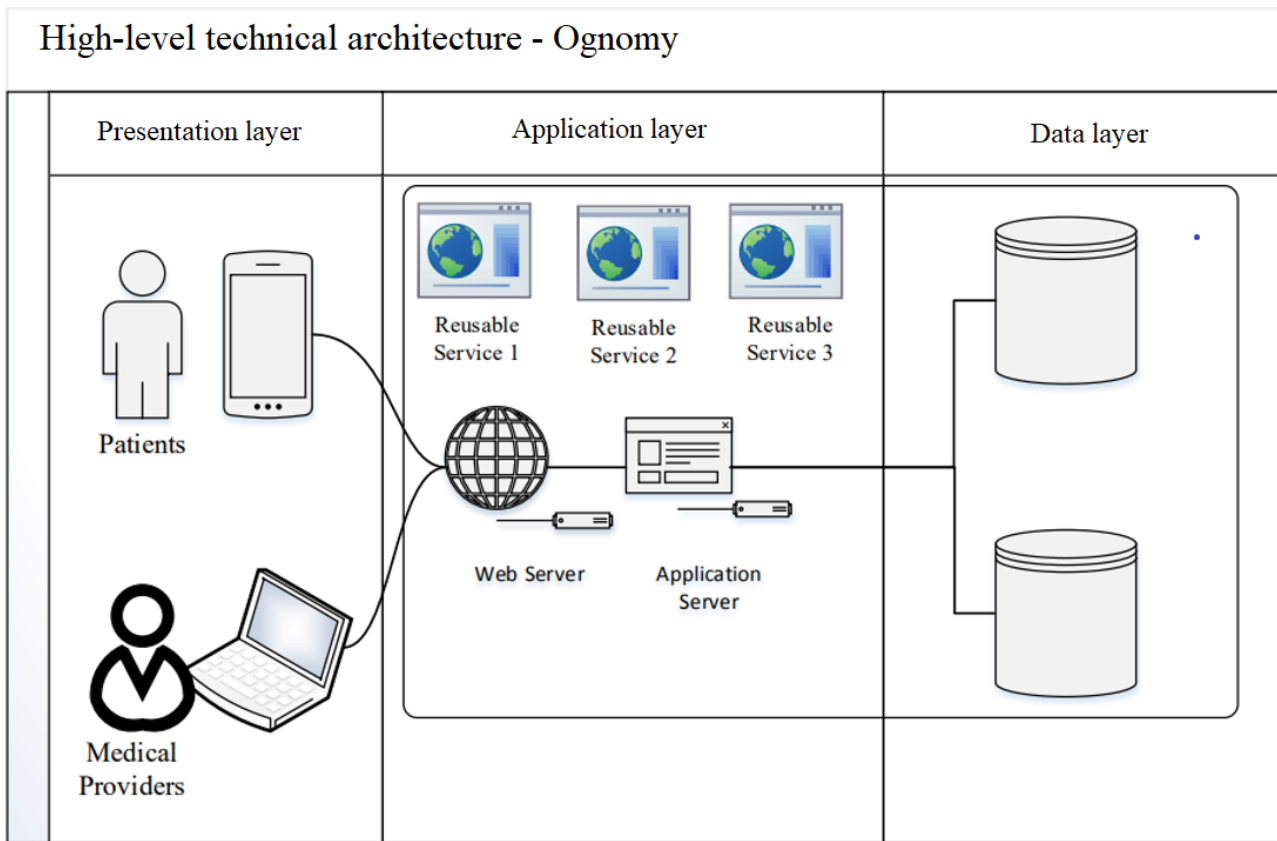 High-level technical architecture - Ognomy
Presentation layer
Application layer
Data layer
Reusable
Service 1
Reusable
Service 2
Reusable
Service 3
Patients
Web Server
Application
Server
Medical
Providers